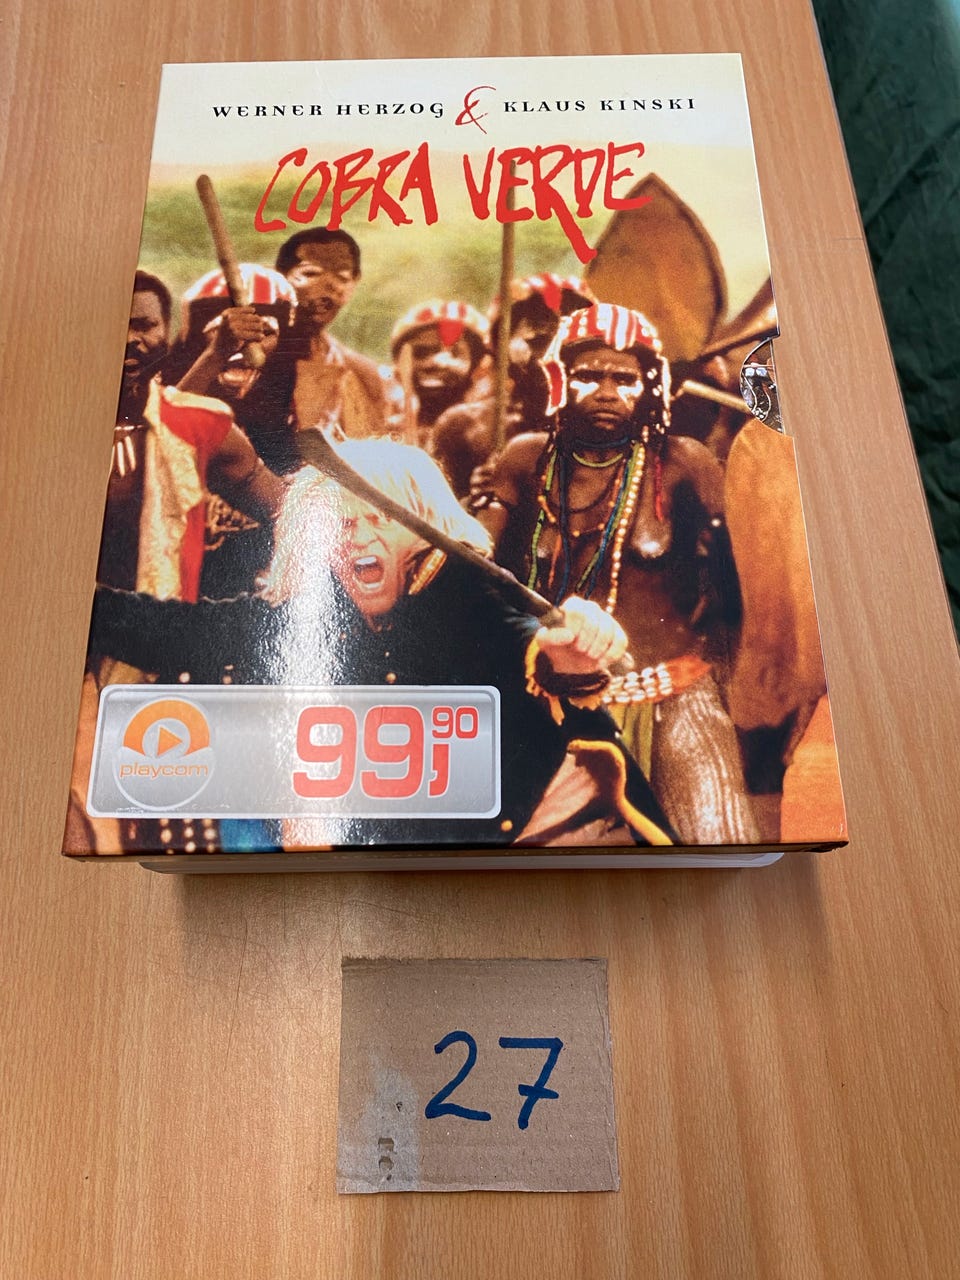 WERNER HERZOG & KLAUS KINSKI
COBRA VERDE
playcom
99,90
27